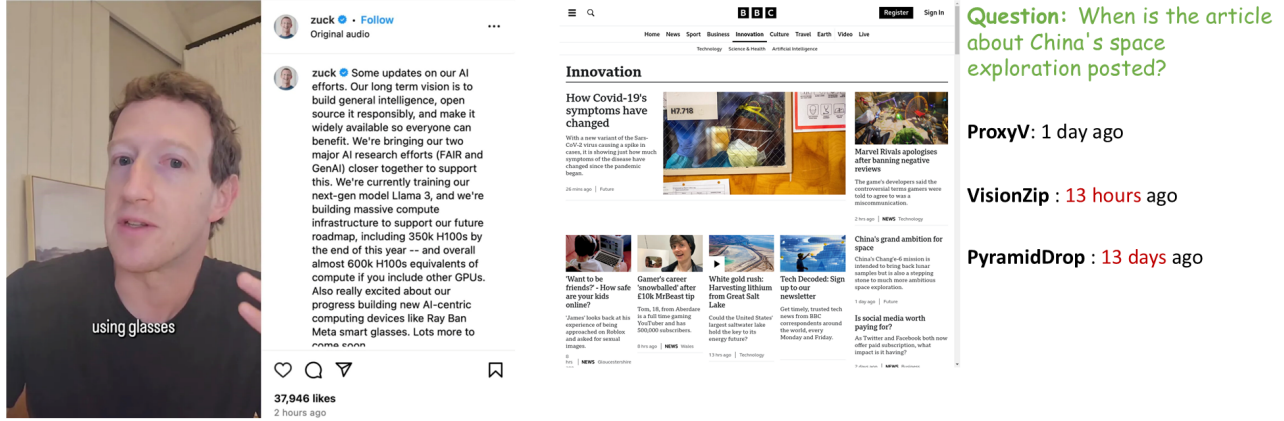 zuck • Follow
Original audio
zuck Some updates on our AI
efforts. Our long term vision is to
build general intelligence, open
source it responsibly, and make it
widely available so everyone can
benefit. We're bringing our two
major AI research efforts (FAIR and
GenAI) closer together to support
this. We're currently training our
next-gen model Llama 3, and we're
building massive compute
infrastructure to support our future
roadmap, including 350k H100s by
the end of this year -- and overall
almost 600k H100s equivalents of
compute if you include other GPUs.
Also really excited about our
progress building new AI-centric
computing devices like Ray Ban
Meta smart glasses. Lots more to
come soon
using glasses
37,946 likes
2 hours ago
BBC
Register
Sign In
Home News Sport Business Innovation Culture Travel Earth Video Live
Technology Science & Health Artificial Intelligence
Innovation
How Covid-19's
symptoms have
changed
With a new variant of the Sars-
CoV-2 virus causing a spike in
cases, it is showing just how much
symptoms of the disease have
changed since the pandemic
began.
26 mins ago | Future
H7.718
Marvel Rivals apologises
after banning negative
reviews
The game's developers said the
controversial terms gamers were
told to agree to was a
miscommunication.
2 hrs ago | NEWS Technology
'Want to be
friends?' - How safe
are your kids
online?
'James' looks back at his
experience of being
approached on Roblox
and asked for sexual
images.
8
hrs | NEWS Gloucestershire
Gamer's career
'snowballed' after
£10k MrBeast tip
Tom, 18, from Aberdare
is a full time gaming
YouTuber and has
500,000 subscribers.
8 hrs ago | NEWS Wales
White gold rush:
Harvesting lithium
from Great Salt
Lake
Could the United States'
largest saltwater lake
hold the key to its
energy future?
13 hrs ago | Technology
Tech Decoded: Sign
up to our
newsletter
Get timely, trusted tech
news from BBC
correspondents around
the world, every
Monday and Friday.
China's grand ambition for
space
China's Chang'e-6 mission is
intended to bring back lunar
samples but is also a stepping
stone to much more ambitious
space exploration.
1 day ago | Future
Is social media worth
paying for?
As Twitter and Facebook both now
offer paid subscription, what
impact is it having?
Question: When is the article
about China's space
exploration posted?
ProxyV: 1 day ago
VisionZip : 13 hours ago
PyramidDrop : 13 days ago